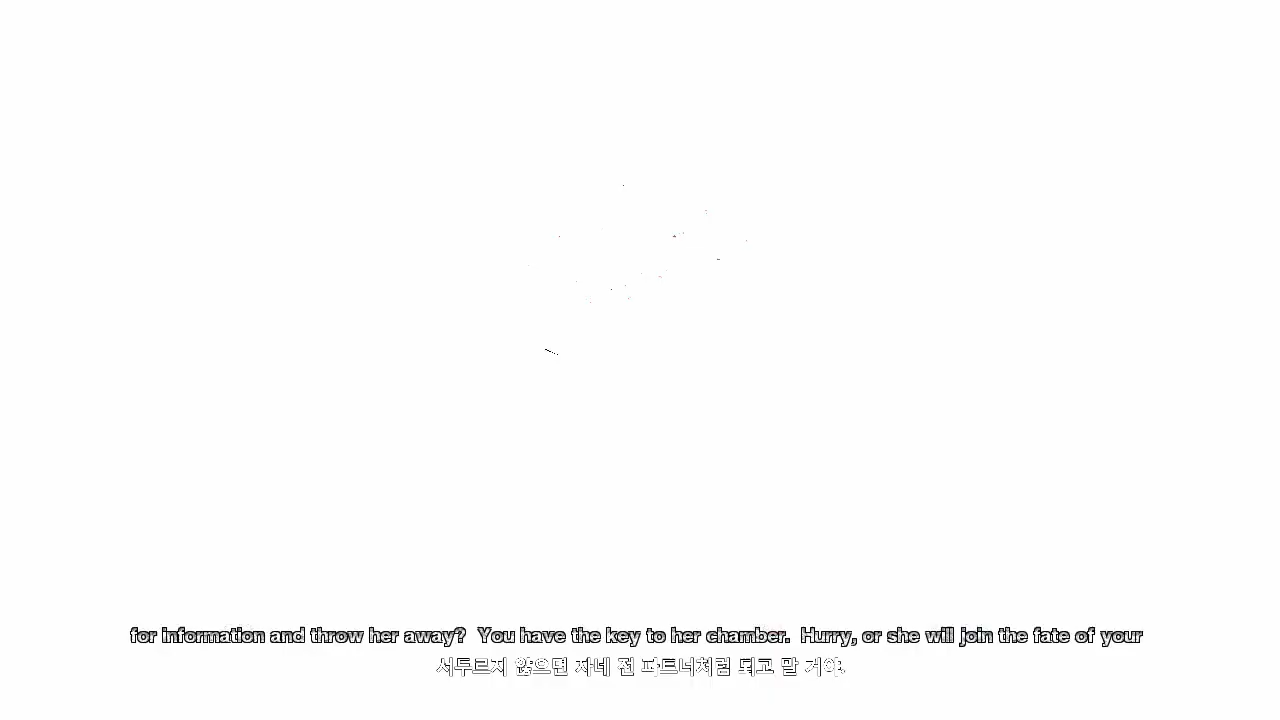 for information and throw her away? You have the key to her chamber. Hurry, or she will join the fate of your
서두르지 않으면 자네 전 파트너처럼 되고 말 거야.